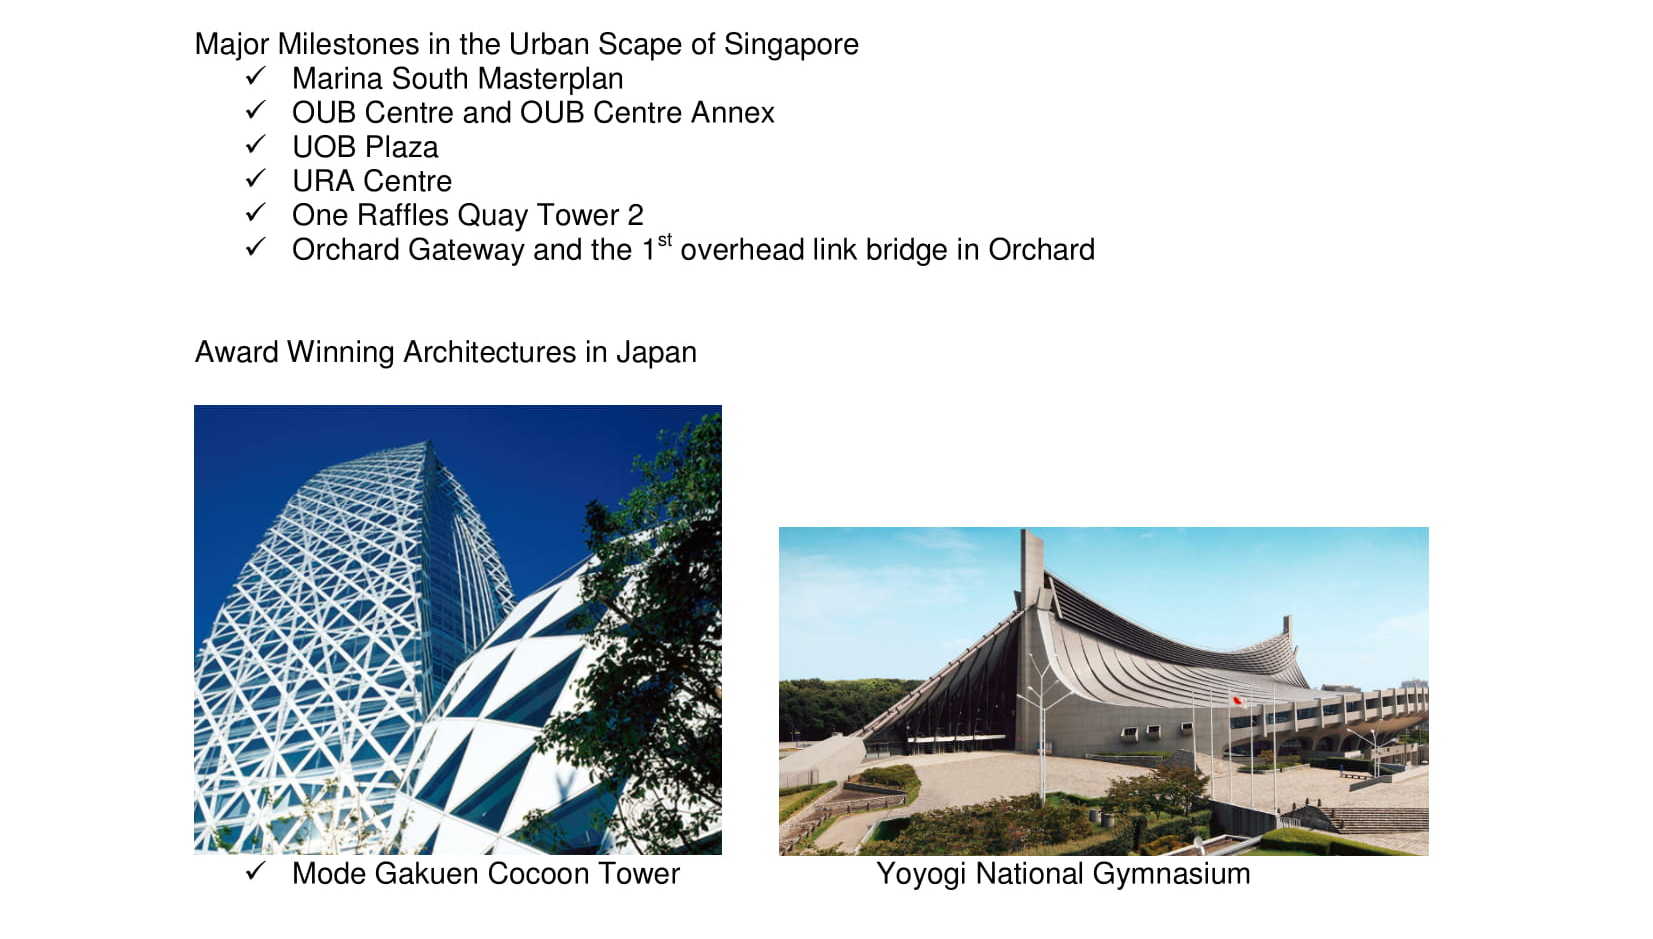 Major Milestones in the Urban Scape of Singapore
✓ Marina South Masterplan
✓ OUB Centre and OUB Centre Annex
✓ UOB Plaza
✓ URA Centre
✓ One Raffles Quay Tower 2
✓ Orchard Gateway and the 1st overhead link bridge in Orchard
Award Winning Architectures in Japan
✓ Mode Gakuen Cocoon Tower Yoyogi National Gymnasium